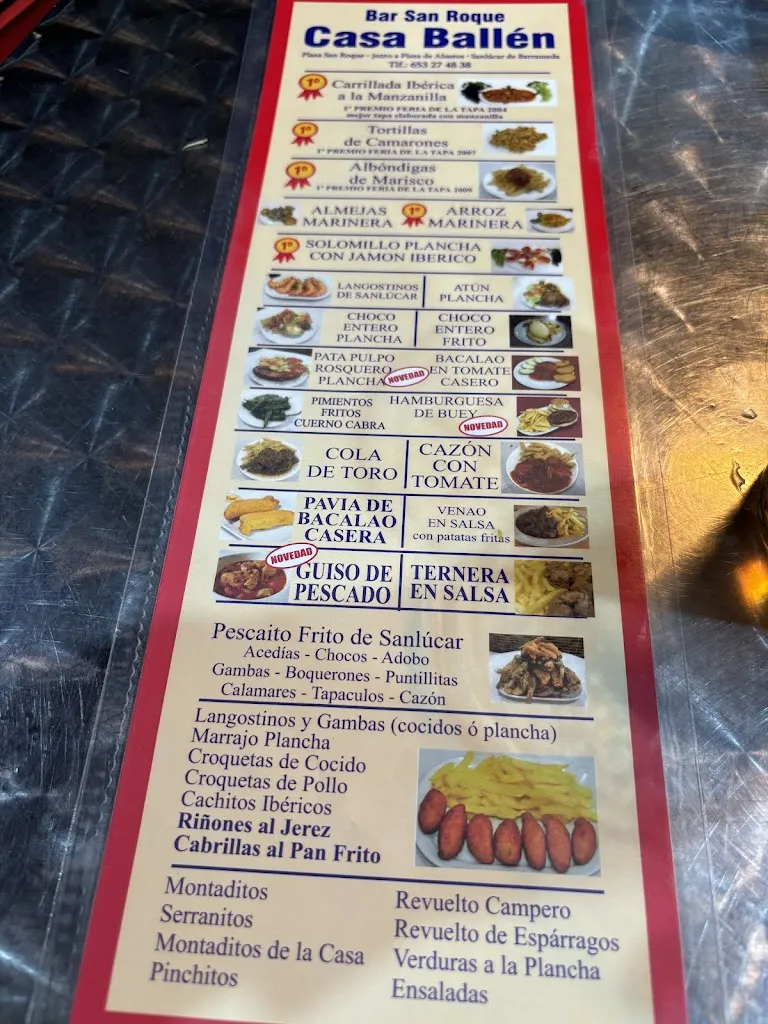 Bar San Roque
Casa Ballén
Plaza San Roque - junto a Plaza de Abastos - Sanlúcar de Barrameda
Tlf.: 653 27 48 38
1º
Carrillada Ibérica
a la Manzanilla
1º PREMIO FERIA DE LA TAPA 2004
mejor tapa elaborada con manzanilla
1º
Tortillas
de Camarones
1º PREMIO FERIA DE LA TAPA 2007
1º
Albóndigas
de Marisco
1º PREMIO FERIA DE LA TAPA 2009
ALMEJAS
MARINERA
1º
ARROZ
MARINERA
1º
SOLOMILLO PLANCHA
CON JAMON IBERICO
LANGOSTINOS
DE SANLÚCAR
ATÚN
PLANCHA
CHOCO
ENTERO
PLANCHA
CHOCO
ENTERO
FRITO
PATA PULPO
ROSQUERO
PLANCHA
NOVEDAD
BACALAO
EN TOMATE
CASERO
PIMIENTOS
FRITOS
CUERNO CABRA
HAMBURGUESA
DE BUEY
NOVEDAD
COLA
DE TORO
CAZÓN
CON
TOMATE
PAVIA DE
BACALAO
CASERA
VENAO
EN SALSA
con patatas fritas
NOVEDAD
GUISO DE
PESCADO
TERNERA
EN SALSA
Pescaito Frito de Sanlúcar
Acedías - Chocos - Adobo
Gambas - Boquerones - Puntillitas
Calamares - Tapaculos - Cazón
Langostinos y Gambas (cocidos ó plancha)
Marrajo Plancha
Croquetas de Cocido
Croquetas de Pollo
Cachitos Ibéricos
Riñones al Jerez
Cabrillas al Pan Frito
Montaditos
Serranitos
Montaditos de la Casa
Pinchitos
Revuelto Campero
Revuelto de Espárragos
Verduras a la Plancha
Ensaladas